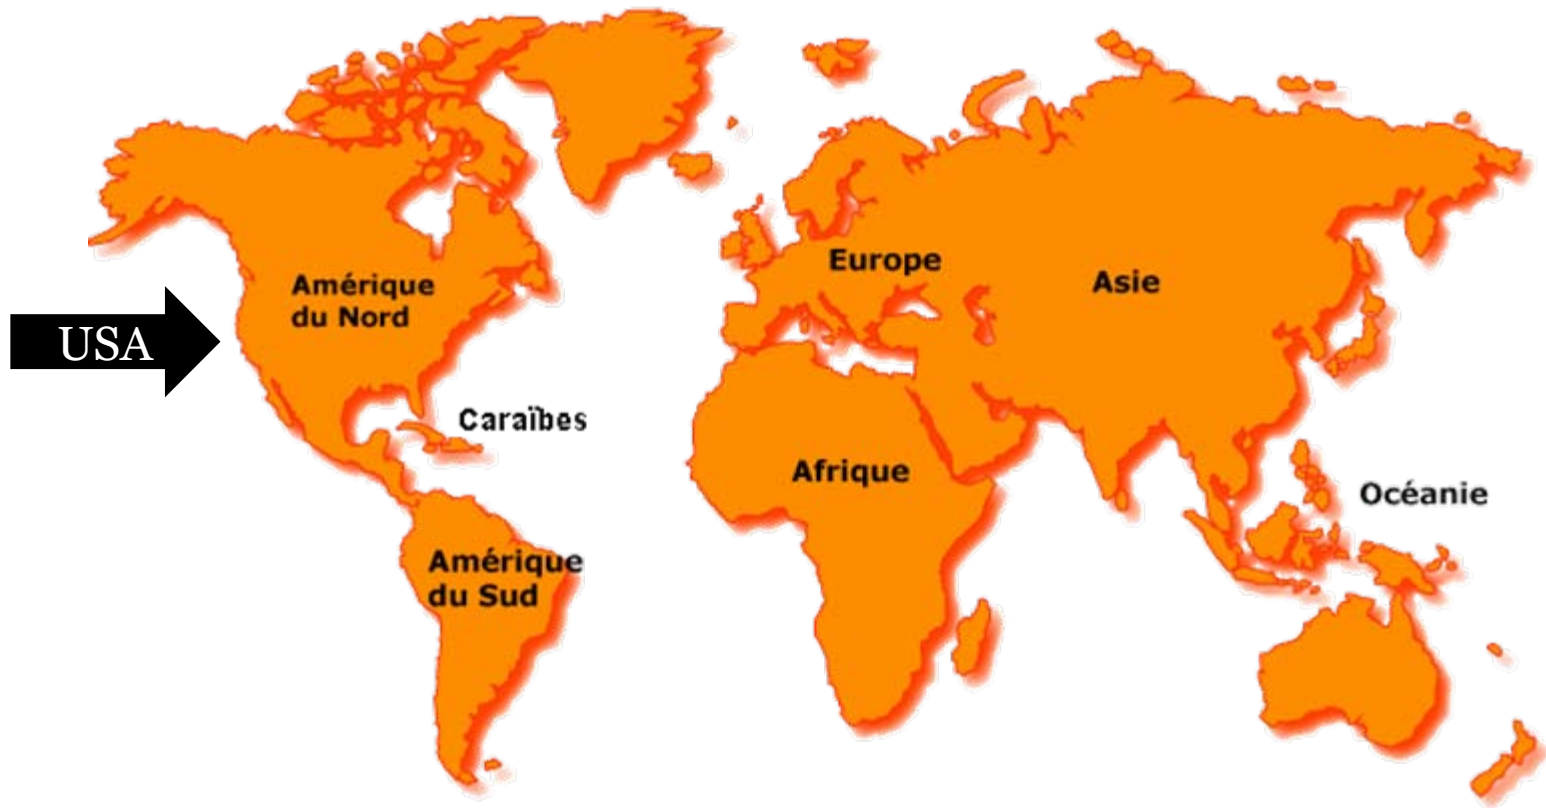 Amérique
du Nord
USA
Caraïbes
Europe
Asie
Afrique
Océanie
Amérique
du Sud